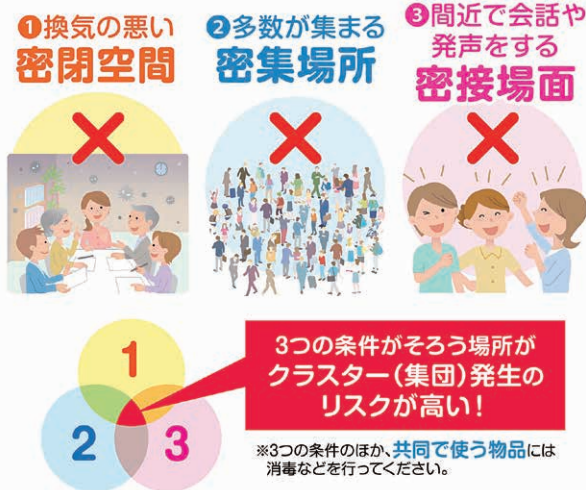 ❶換気の悪い
密閉空間
❷多数が集まる
密集場所
❸間近で会話や
発声をする
密接場面
1
2
3
3つの条件がそろう場所が
クラスター(集団)発生の
リスクが高い!
※3つの条件のほか、共同で使う物品には
消毒などを行ってください。